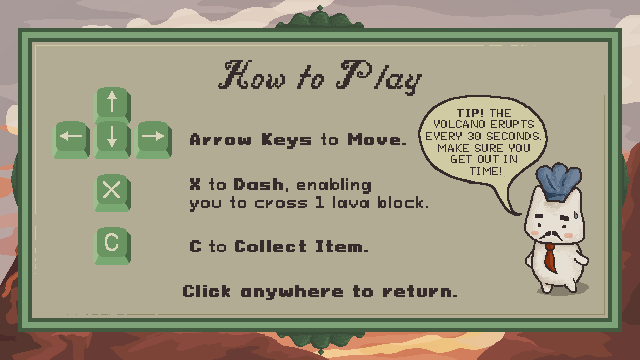 How to Play
↑
← ↓ →
Arrow Keys to Move.
X
X to Dash, enabling
you to cross 1 lava block.
C
C to Collect Item.
Click anywhere to return.
TIP! THE
VOLCANO ERUPTS
EVERY 30 SECONDS.
MAKE SURE YOU
GET OUT IN
TIME!